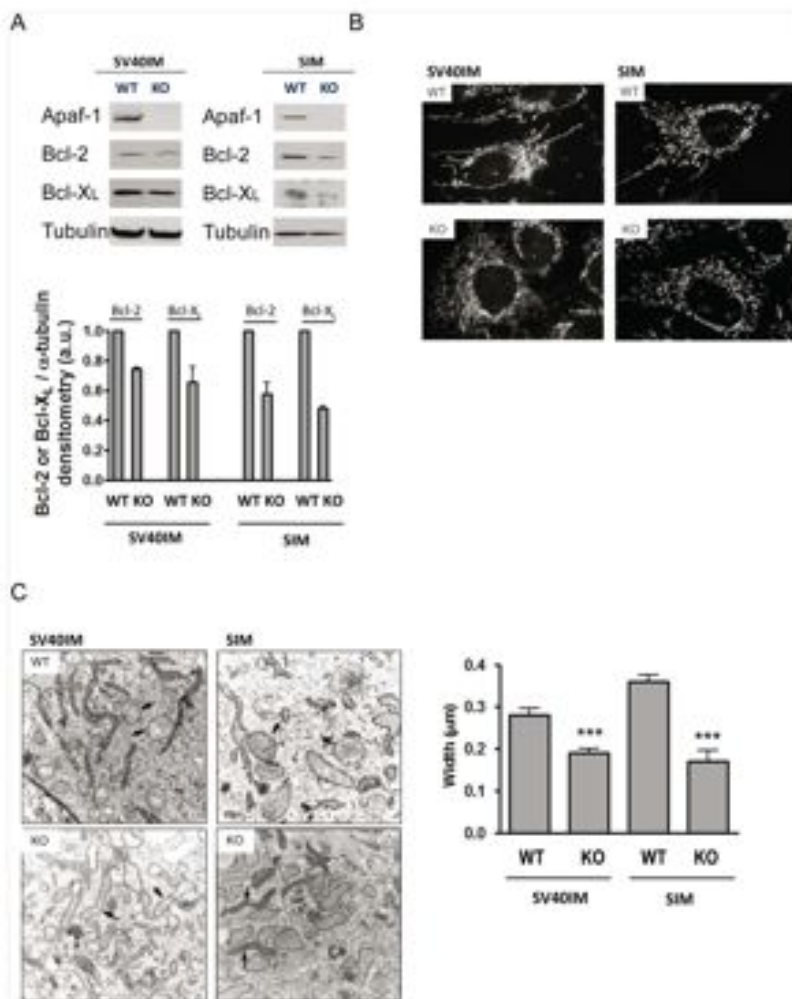 A
SV40IM SIM
WT KO WT KO
Apaf-1 Apaf-1
Bcl-2 Bcl-2
Bcl-XL Bcl-XL
Tubulin Tubulin
Bcl-2 or Bcl-XL / α-tubulin
densitometry (a.u.)
Bcl-2 Bcl-XL Bcl-2 Bcl-XL
1.0
0.8
0.6
0.4
0.2
0.0
WT KO WT KO WT KO WT KO
SV40IM SIM
B
SV40IM SIM
WT WT
KO KO
C
SV40IM SIM
WT
KO KO
Width (µm)
0.4
0.3
0.2
0.1
0.0
*** ***
WT KO WT KO
SV40IM SIM